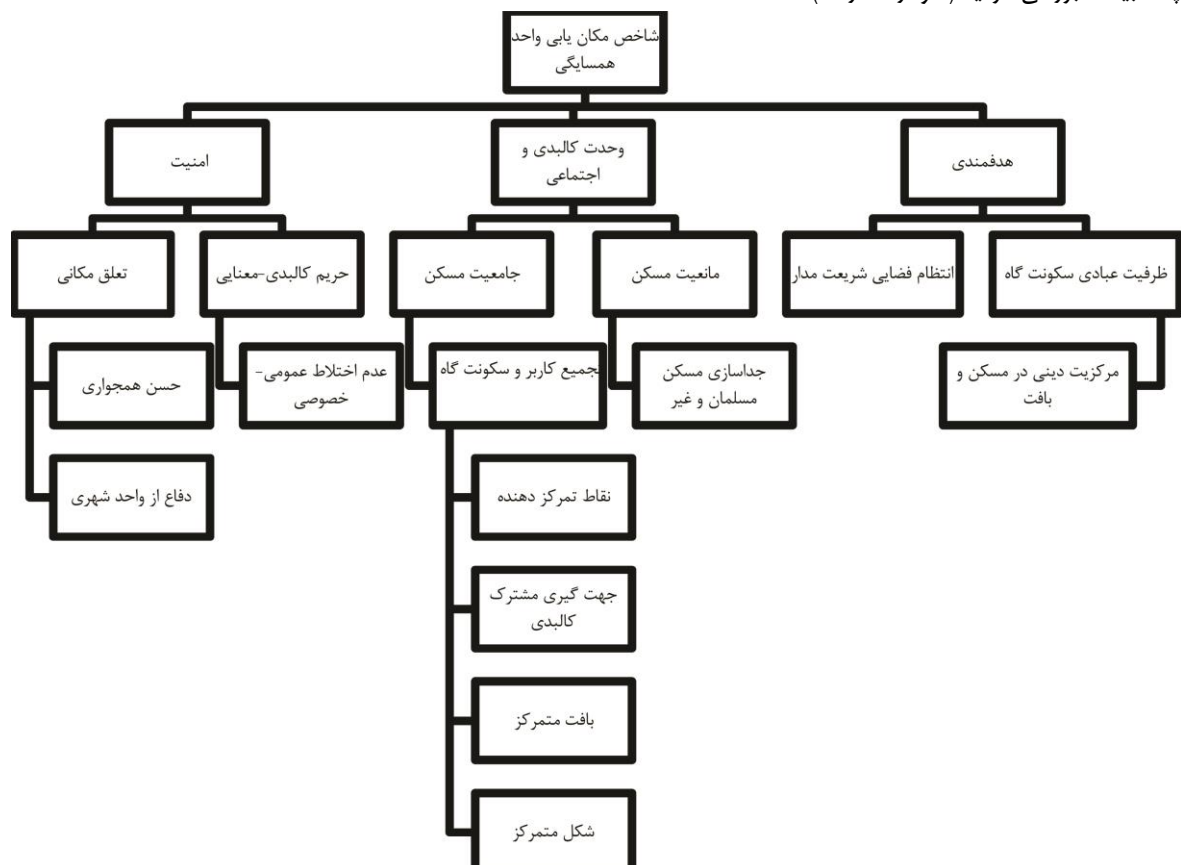 شاخص مکان یابی واحد
همسایگی
هدفمندی
وحدت کالبدی و
اجتماعی
امنیت
ظرفیت عبادی سکونت گاه
انتظام فضایی شریعت مدار
مانعیت مسکن
جامعیت مسکن
حریم کالبدی-معنایی
تعلق مکانی
مرکزیت دینی در مسکن و
بافت
جداسازی مسکن
مسلمان و غیر
تجمیع کاربر و سکونت گاه
عدم اختلاط عمومی-
خصوصی
حسن همجواری
نقاط تمرکز دهنده
دفاع از واحد شهری
جهت گیری مشترک
کالبدی
بافت متمرکز
شکل متمرکز